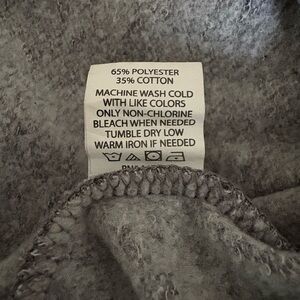 65% POLYESTER
35% COTTON
MACHINE WASH COLD
WITH LIKE COLORS
ONLY NON-CHLORINE
BLEACH WHEN NEEDED
TUMBLE DRY LOW
WARM IRON IF NEEDED